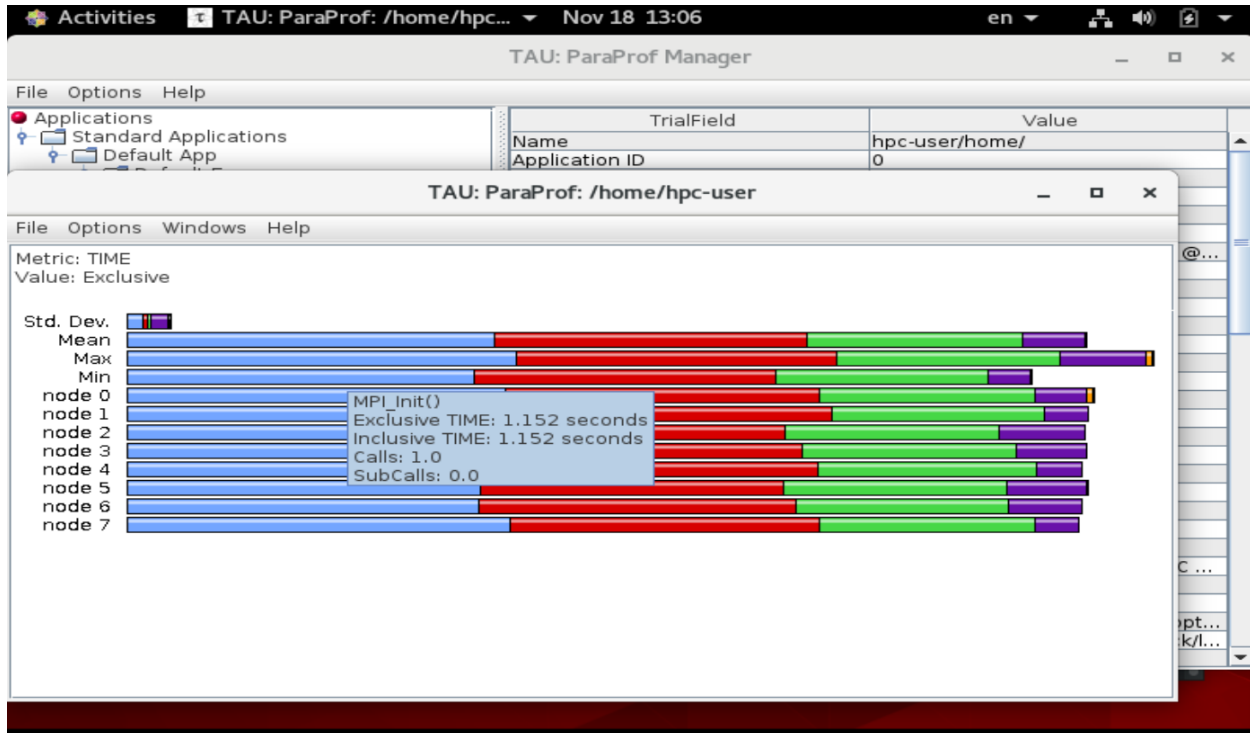 Activities τ TAU: ParaProf: /home/hpc... Nov 18 13:06 en
TAU: ParaProf Manager
File Options Help
Applications
Standard Applications
Default App
TrialField Value
Name hpc-user/home/
Application ID 0
TAU: ParaProf: /home/hpc-user
File Options Windows Help
@...
Metric: TIME
Value: Exclusive
Std. Dev.
Mean
Max
Min
node 0
node 1
node 2
node 3
node 4
node 5
node 6
node 7
MPI_Init()
Exclusive TIME: 1.152 seconds
Inclusive TIME: 1.152 seconds
Calls: 1.0
SubCalls: 0.0
C ...
opt...
k/l...